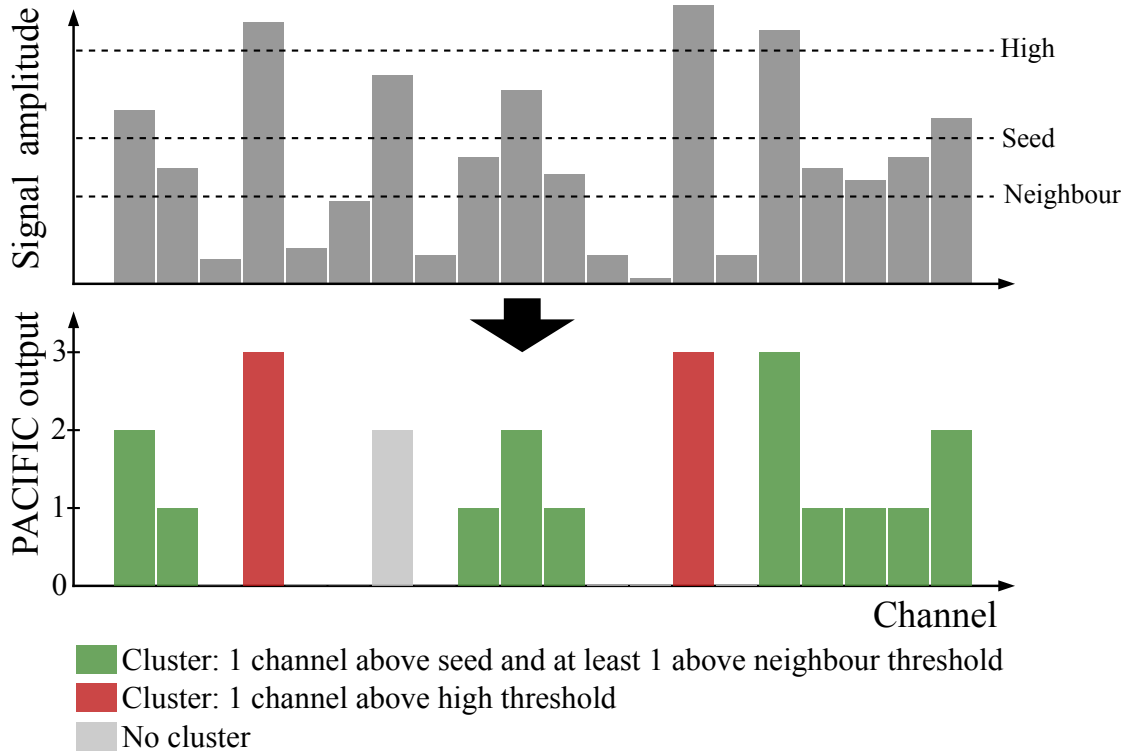 Signal amplitude
High
Seed
Neighbour
PACIFIC output
3
2
1
0
Channel
Cluster: 1 channel above seed and at least 1 above neighbour threshold
Cluster: 1 channel above high threshold
No cluster